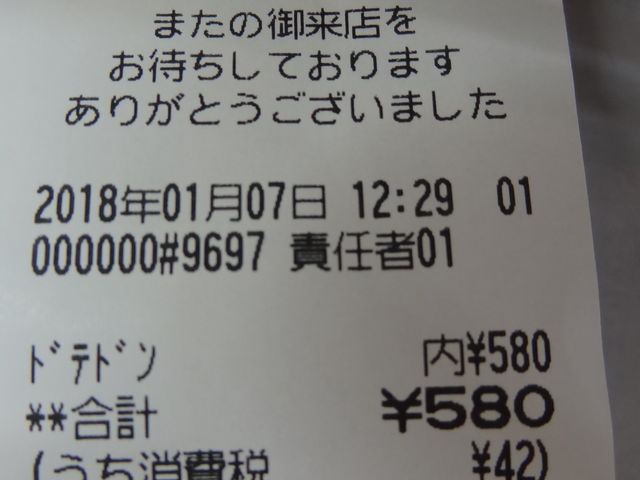 またの御来店を
お待ちしております
ありがとうございました
2018年01月07日 12:29 01
000000#9697 責任者01
ﾄﾞﾃﾄﾞﾝ 内¥580
**合計 ¥580
(うち消費税 ¥42)